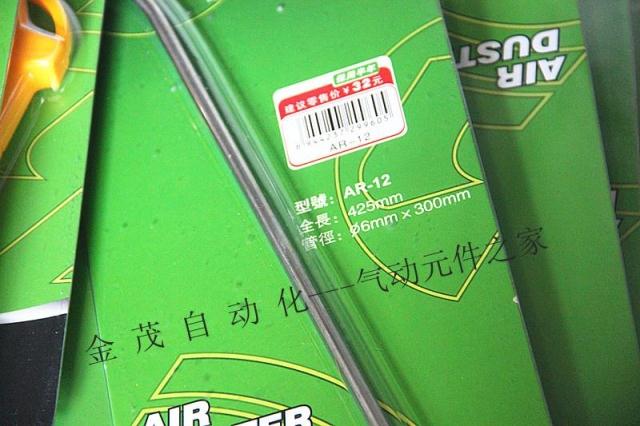 AIR
DUST
建议零售价¥32元
AR-12
型號：AR-12
全長：425mm
管徑：Ø6mm×300mm
金茂自动化---气动元件之家
AIR